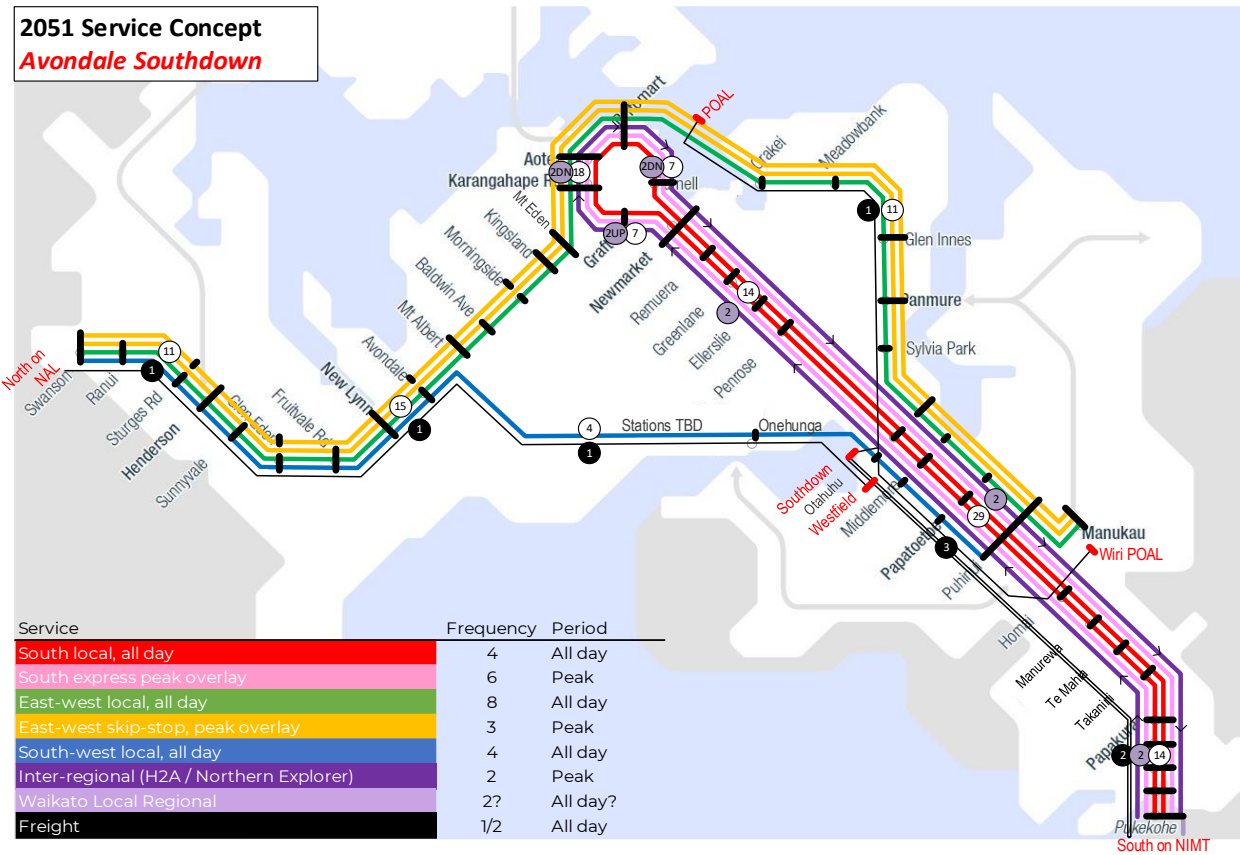 2051 Service Concept
Avondale Southdown
POAL
Orakei
Meadowbank
Karangahape R
Mt Eden
Kingsland
Morningside
Baldwin Ave
Mt Albert
Avondale
New Lynn
Fruitvale Rd
Glen Eden
Sunnyvale
Henderson
Sturges Rd
Ranui
Swanson
North on
NAL
Newmarket
Remuera
Greenlane
Ellerslie
Penrose
Glen Innes
Sylvia Park
Stations TBD
Onehunga
Southdown
Otahuhu
Westfield
Middlemore
Puhinui
Manukau
Wiri POAL
Homai
Manurewa
Te Mahia
Takanini
Pukekohe
South on NIMT
2DN
18
2DN
7
2UP
7
14
2
1
11
11
1
15
1
4
1
2
29
3
2
2
14
Service Frequency Period
South local, all day 4 All day
South express peak overlay 6 Peak
East-west local, all day 8 All day
East-west skip-stop, peak overlay 3 Peak
South-west local, all day 4 All day
Inter-regional (H2A / Northern Explorer) 2 Peak
Waikato Local Regional 2? All day?
Freight 1/2 All day